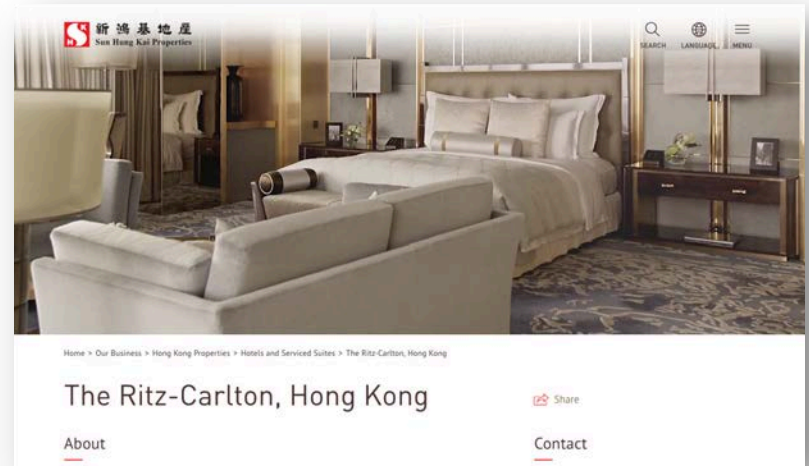 新鴻基地產
Sun Hung Kai Properties
SEARCH LANGUAGE MENU
Home > Our Business > Hong Kong Properties > Hotels and Serviced Suites > The Ritz-Carlton, Hong Kong
The Ritz-Carlton, Hong Kong
Share
About
Contact